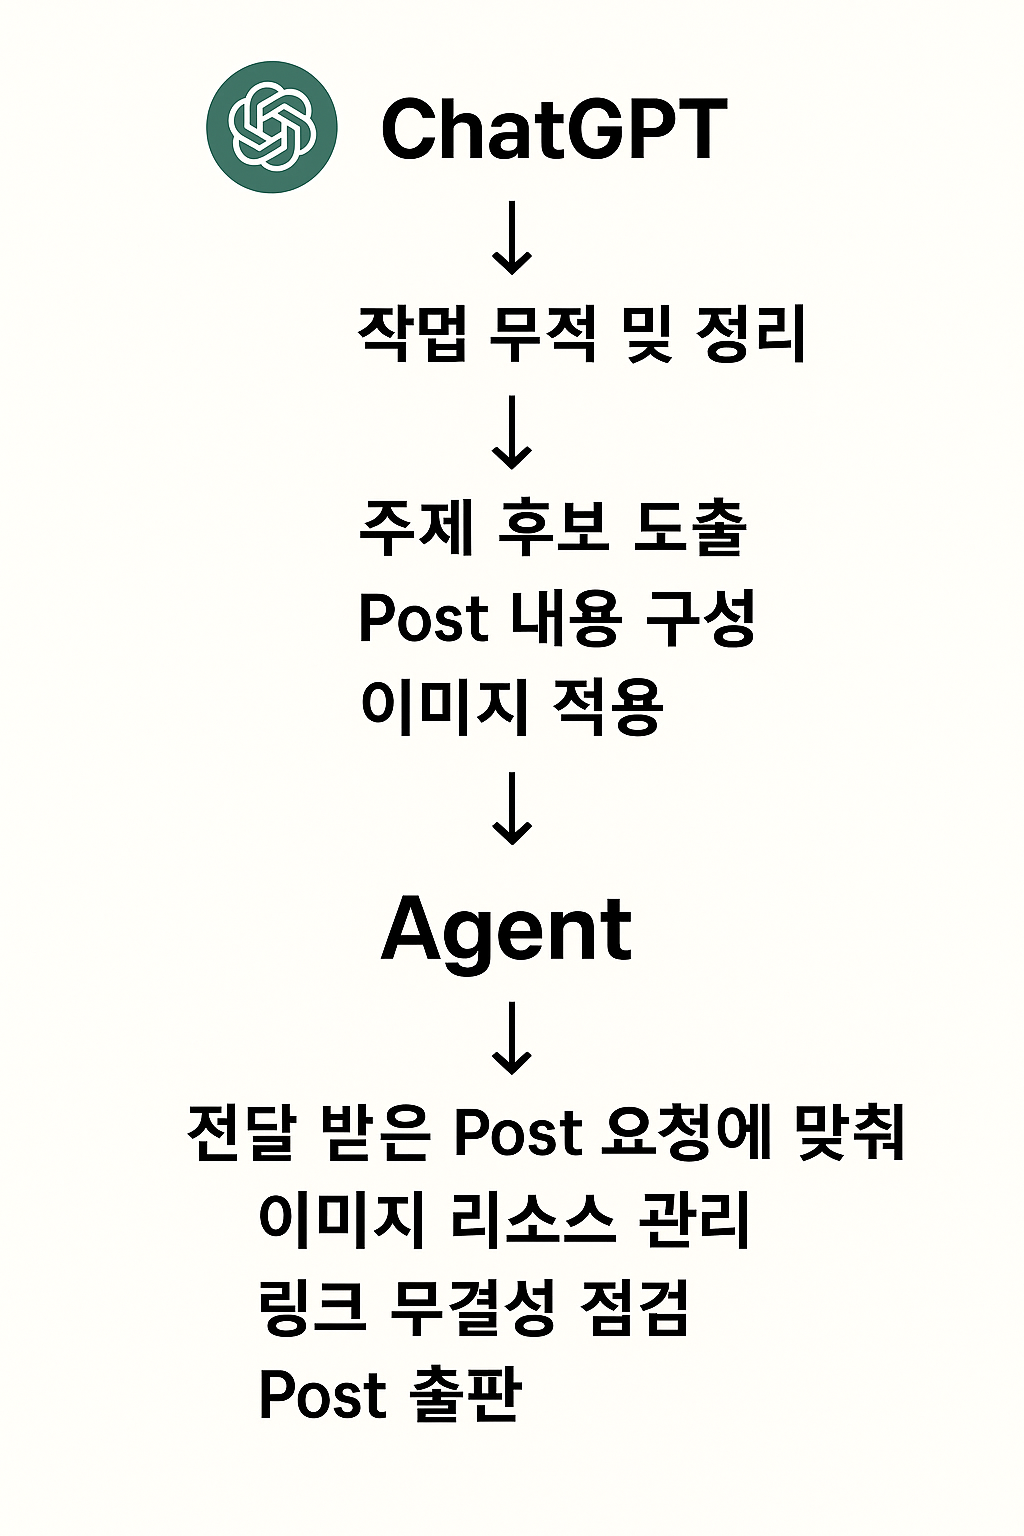 ChatGPT
작업 무적 및 정리
주제 후보 도출
Post 내용 구성
이미지 적용
Agent
전달 받은 Post 요청에 맞춰
이미지 리소스 관리
링크 무결성 점검
Post 출판